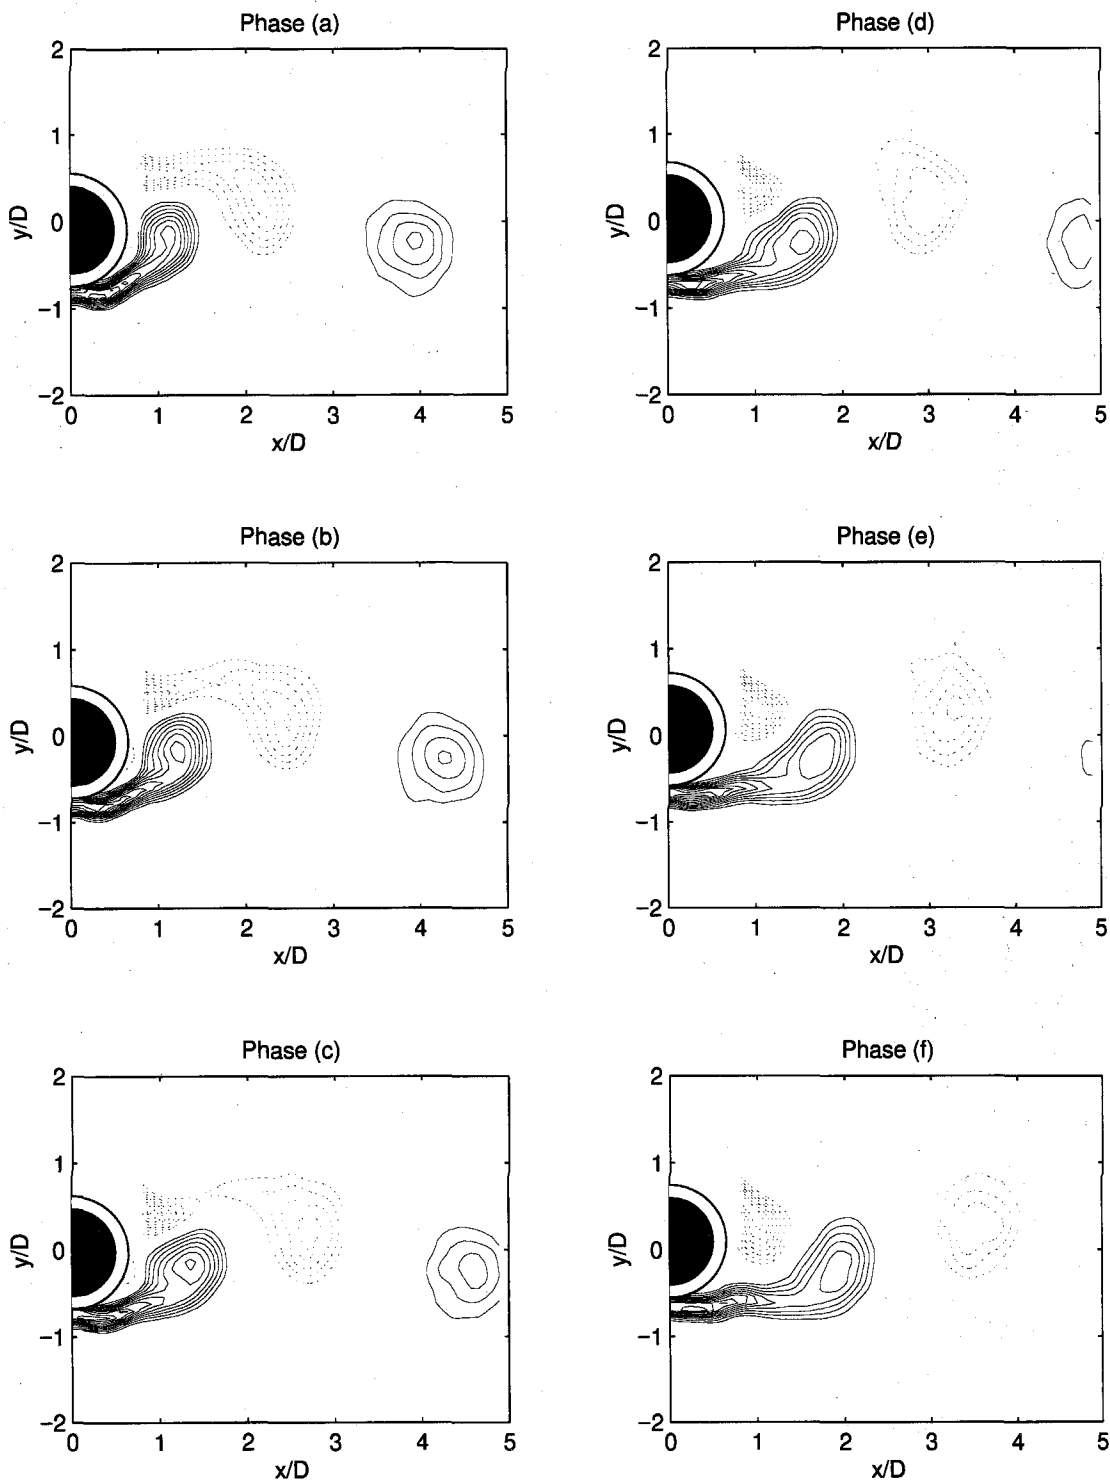 Phase (a)
2
1
0
−1
−2
y/D
0 1 2 3 4 5
x/D
Phase (d)
2
1
0
−1
−2
y/D
0 1 2 3 4 5
x/D
Phase (b)
2
1
0
−1
−2
y/D
0 1 2 3 4 5
x/D
Phase (e)
2
1
0
−1
−2
y/D
0 1 2 3 4 5
x/D
Phase (c)
2
1
0
−1
−2
y/D
0 1 2 3 4 5
x/D
Phase (f)
2
1
0
−1
−2
y/D
0 1 2 3 4 5
x/D